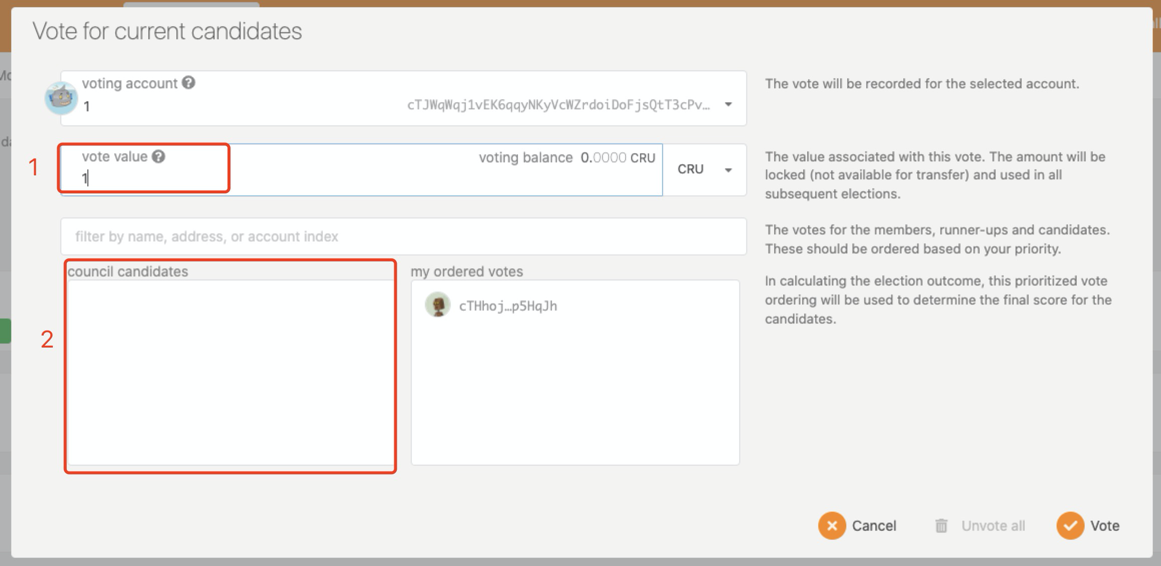 Vote for current candidates
voting account
1
cTJWqWqj1vEK6qqyNKyVcWZrdoiDoFjsQtT3cPv…
The vote will be recorded for the selected account.
1
vote value
1
voting balance 0.0000 CRU
CRU
The value associated with this vote. The amount will be
locked (not available for transfer) and used in all
subsequent elections.
filter by name, address, or account index
The votes for the members, runner-ups and candidates.
These should be ordered based on your priority.
council candidates
my ordered votes
In calculating the election outcome, this prioritized vote
ordering will be used to determine the final score for the
candidates.
cTHhoj…p5HqJh
2
Cancel
Unvote all
Vote